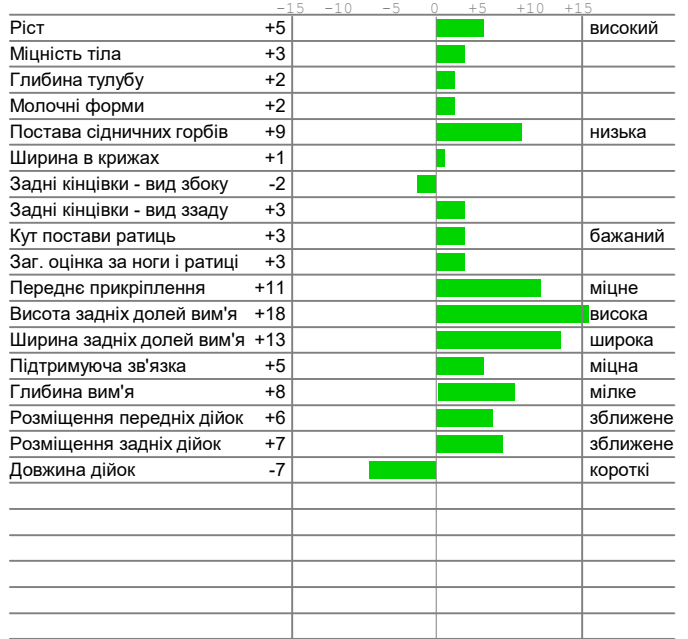 -15 -10 -5 0 +5 +10 +15
Ріст +5 високий
Міцність тіла +3
Глибина тулубу +2
Молочні форми +2
Постава сідничних горбів +9 низька
Ширина в крижах +1
Задні кінцівки - вид збоку -2
Задні кінцівки - вид ззаду +3
Кут постави ратиць +3 бажаний
Заг. оцінка за ноги і ратиці +3
Переднє прикріплення +11 міцне
Висота задніх долей вим'я +18 висока
Ширина задніх долей вим'я +13 широка
Підтримуюча зв'язка +5 міцна
Глибина вим'я +8 мілке
Розміщення передніх дійок +6 зближене
Розміщення задніх дійок +7 зближене
Довжина дійок -7 короткі